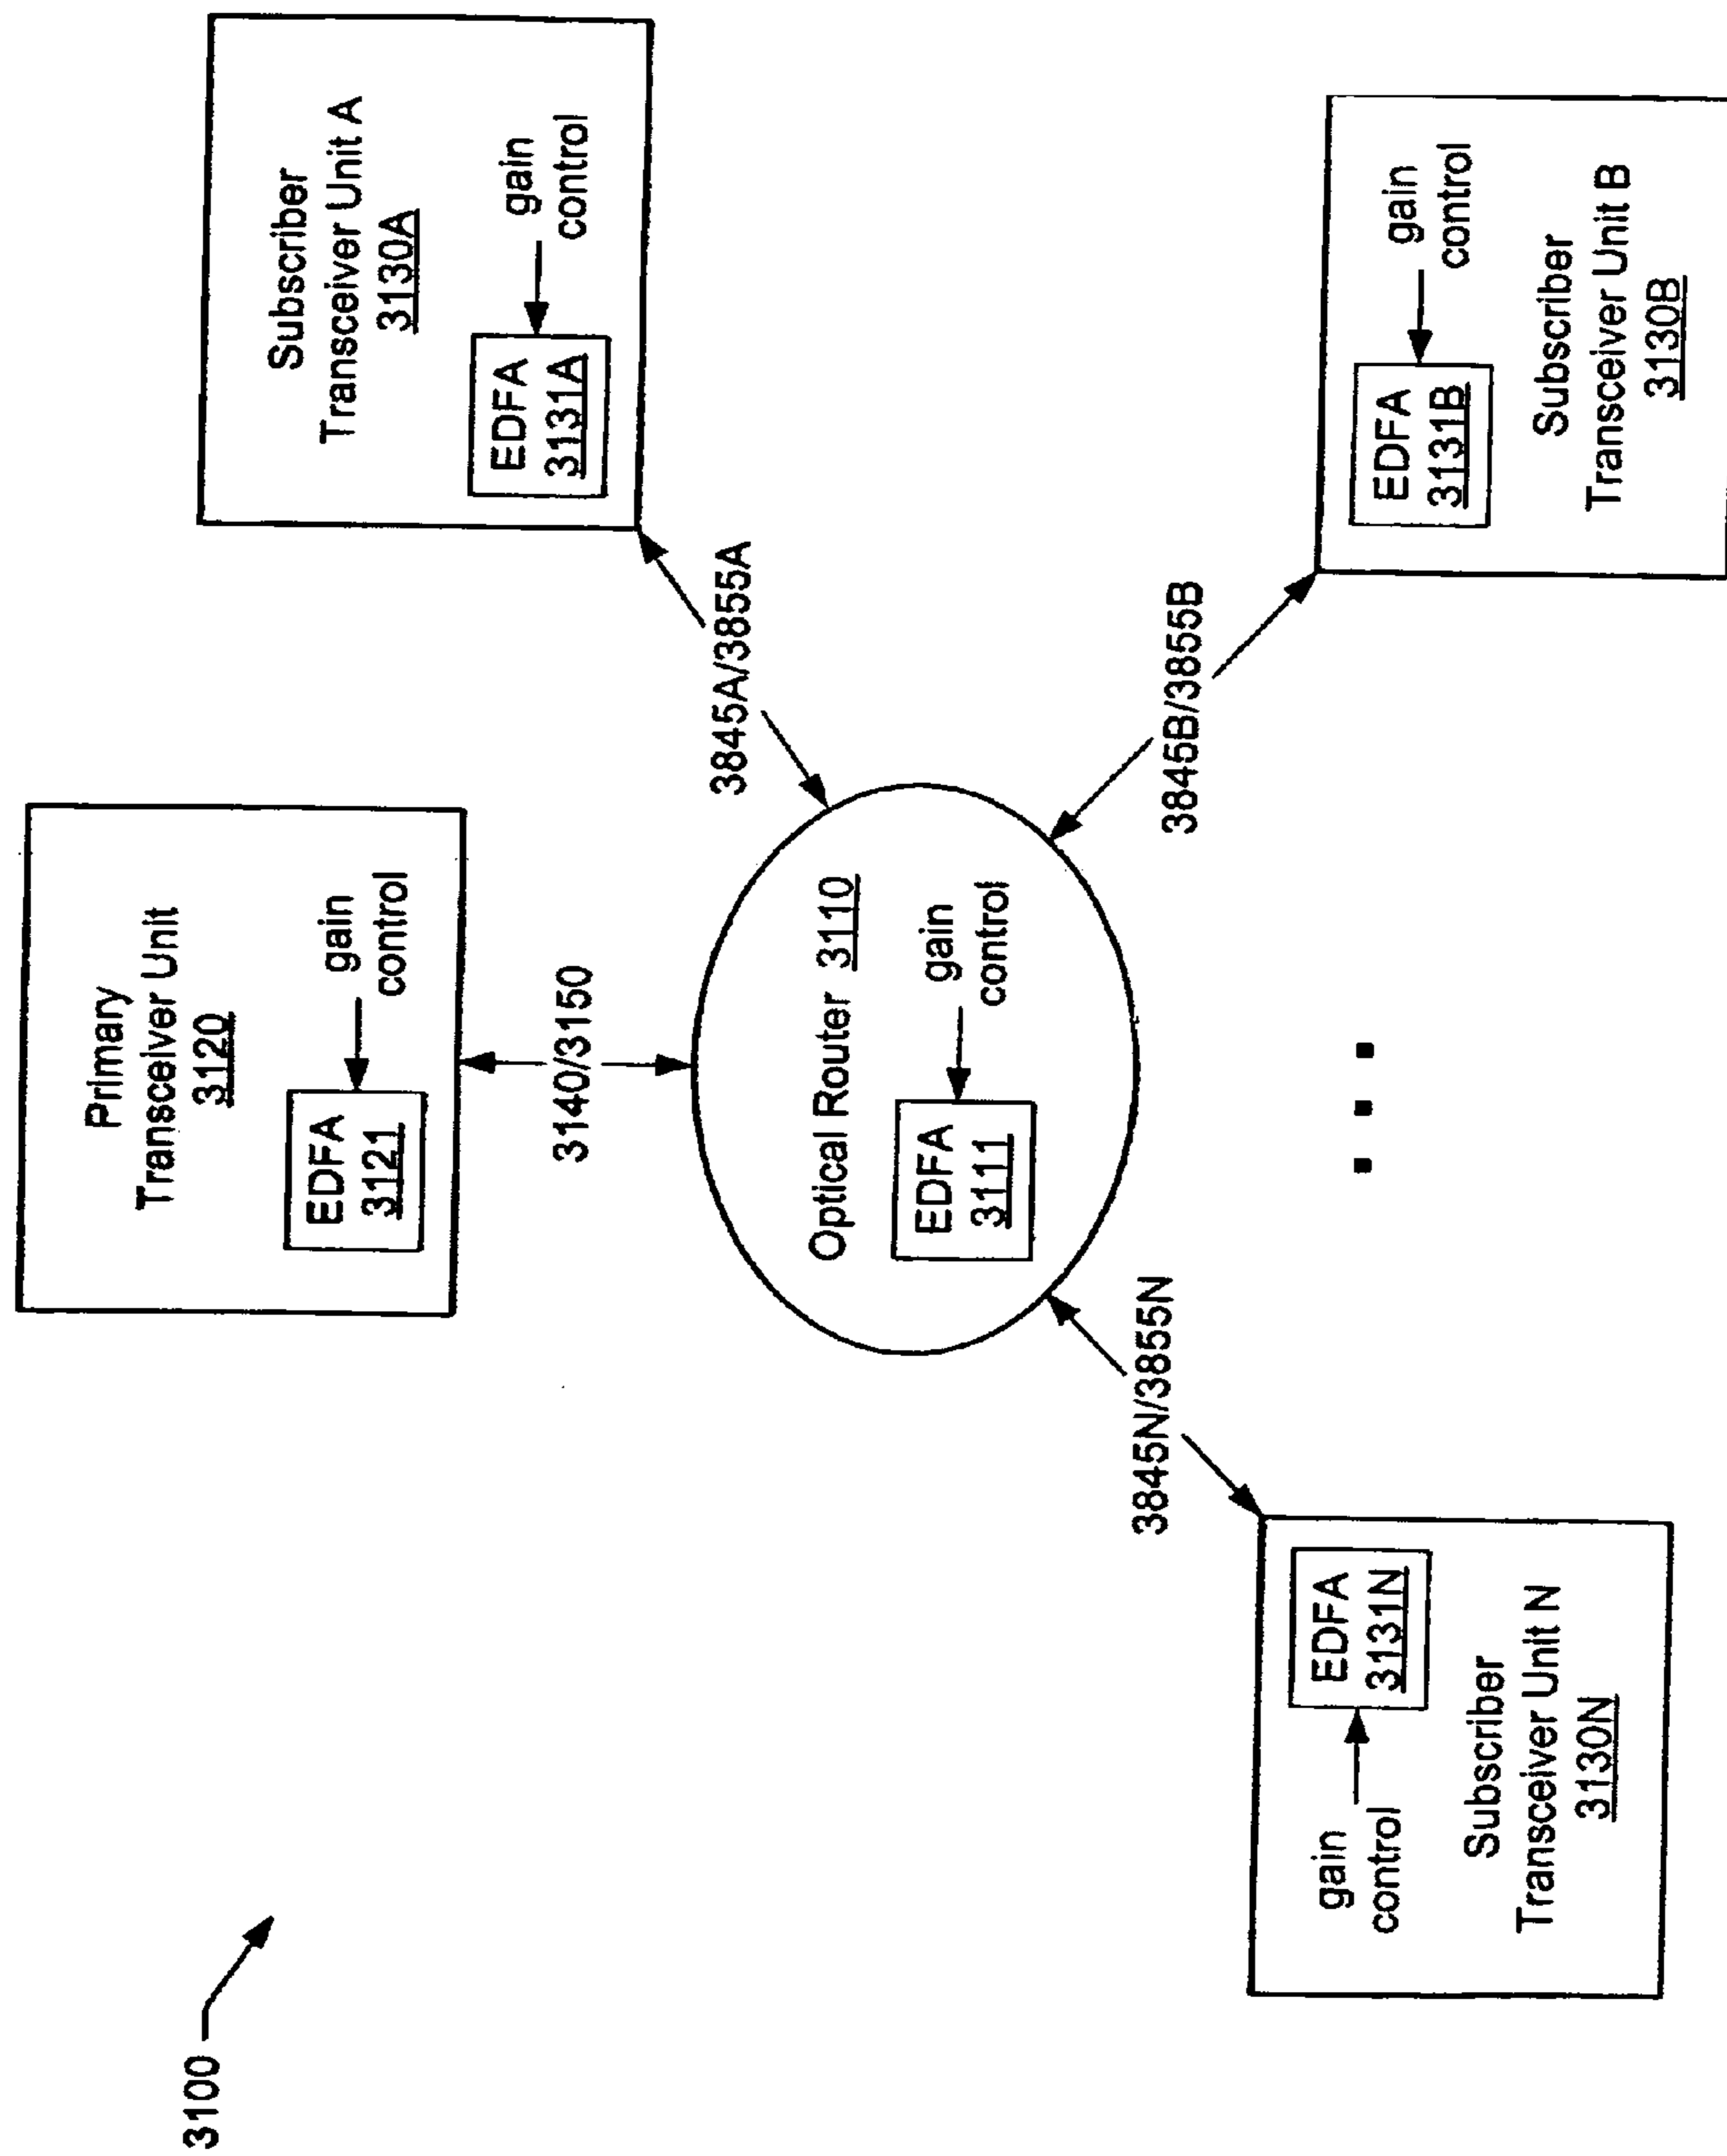 3100
Primary
Transceiver Unit
3120
EDFA
3121
gain
control
Subscriber
Transceiver Unit A
3130A
EDFA
3131A
gain
control
3140/3150
3845A/3855A
Optical Router 3110
EDFA
3111
gain
control
3845N/3855N
3845B/3855B
gain
control
EDFA
3131N
Subscriber
Transceiver Unit N
3130N
EDFA
3131B
gain
control
Subscriber
Transceiver Unit B
3130B